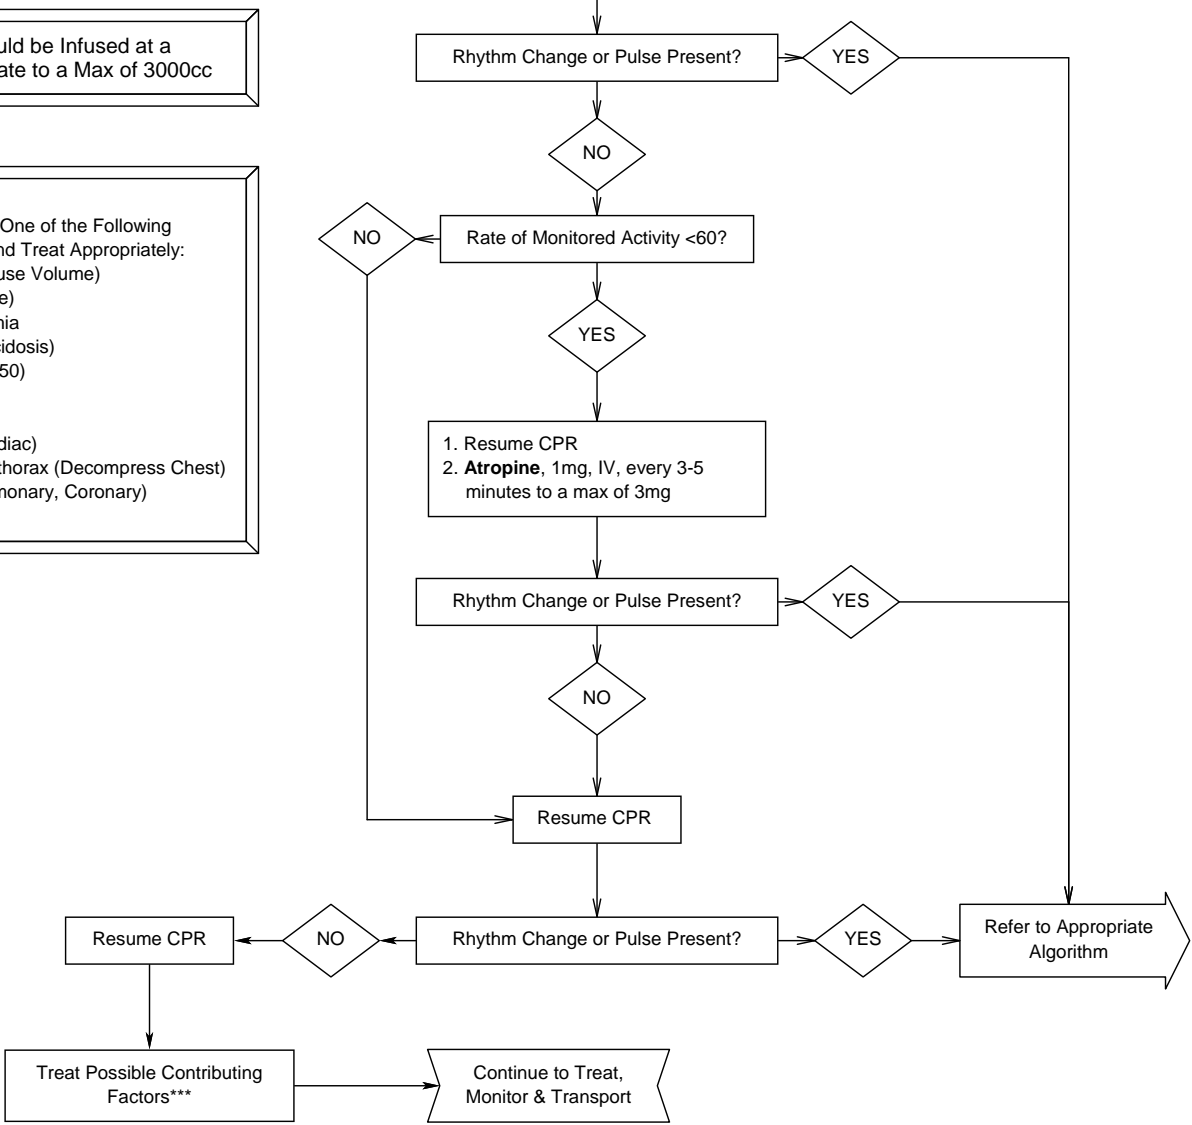 uld be Infused at a
ate to a Max of 3000cc
One of the Following
nd Treat Appropriately:
use Volume)
e)
nia
cidosis)
50)
diac)
thorax (Decompress Chest)
monary, Coronary)
Rhythm Change or Pulse Present?
YES
NO
Rate of Monitored Activity <60?
NO
YES
1. Resume CPR
2. Atropine, 1mg, IV, every 3-5
minutes to a max of 3mg
Rhythm Change or Pulse Present?
YES
NO
Resume CPR
Rhythm Change or Pulse Present?
YES
Refer to Appropriate
Algorithm
NO
Resume CPR
Treat Possible Contributing
Factors***
Continue to Treat,
Monitor & Transport